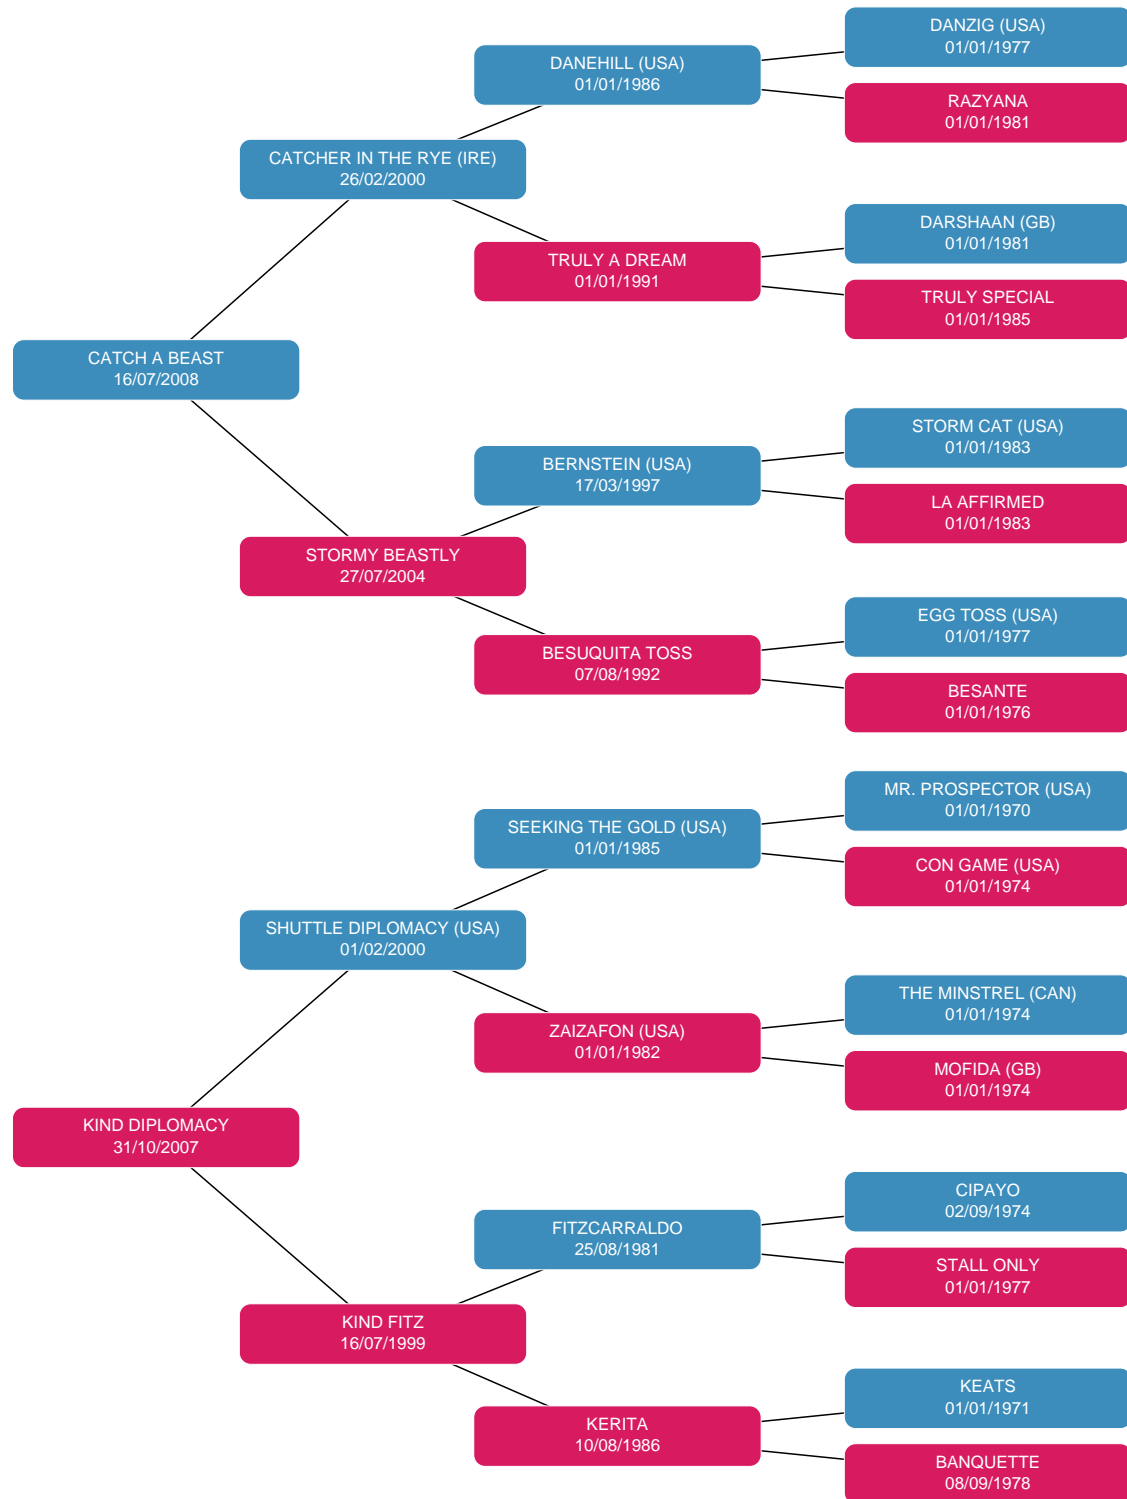 DANZIG (USA)
01/01/1977
DANEHILL (USA)
01/01/1986
RAZYANA
01/01/1981
CATCHER IN THE RYE (IRE)
26/02/2000
DARSHAAN (GB)
01/01/1981
TRULY A DREAM
01/01/1991
TRULY SPECIAL
01/01/1985
CATCH A BEAST
16/07/2008
STORM CAT (USA)
01/01/1983
BERNSTEIN (USA)
17/03/1997
LA AFFIRMED
01/01/1983
STORMY BEASTLY
27/07/2004
EGG TOSS (USA)
01/01/1977
BESUQUITA TOSS
07/08/1992
BESANTE
01/01/1976
MR. PROSPECTOR (USA)
01/01/1970
SEEKING THE GOLD (USA)
01/01/1985
CON GAME (USA)
01/01/1974
SHUTTLE DIPLOMACY (USA)
01/02/2000
THE MINSTREL (CAN)
01/01/1974
ZAIZAFON (USA)
01/01/1982
MOFIDA (GB)
01/01/1974
KIND DIPLOMACY
31/10/2007
CIPAYO
02/09/1974
FITZCARRALDO
25/08/1981
STALL ONLY
01/01/1977
KIND FITZ
16/07/1999
KEATS
01/01/1971
KERITA
10/08/1986
BANQUETTE
08/09/1978